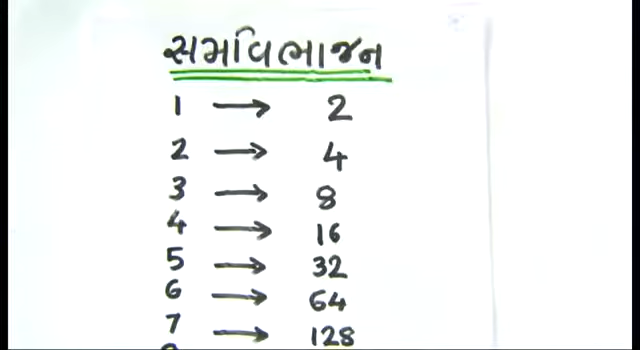 સમવિભાજન
1 → 2
2 → 4
3 → 8
4 → 16
5 → 32
6 → 64
7 → 128